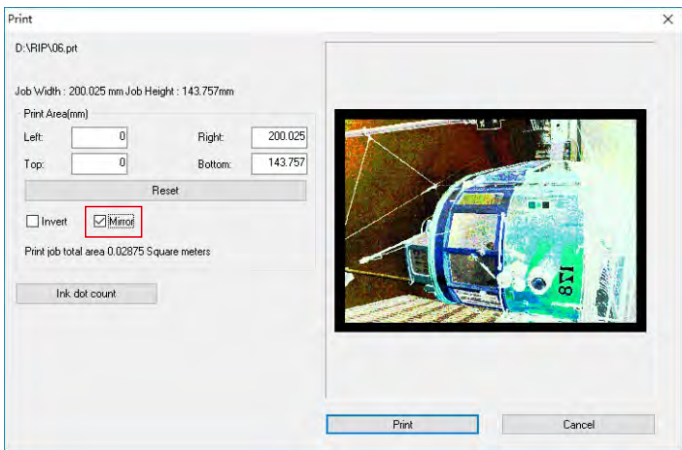 Print
D:\RIP\06.prt
Job Width : 200.025 mm Job Height : 143.757mm
Print Area(mm)
Left: 0 Right: 200.025
Top: 0 Bottom: 143.757
Reset
Invert Mirror
Print job total area 0.02875 Square meters
Ink dot count
178
Print Cancel